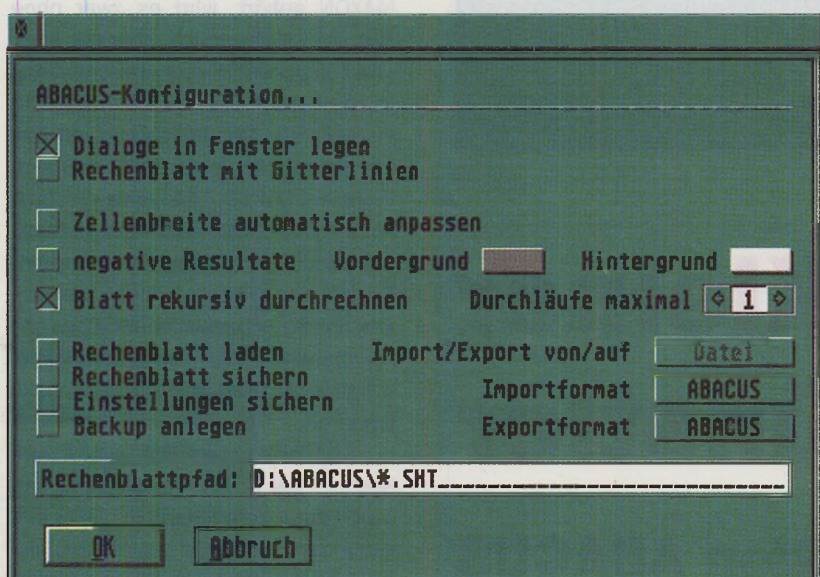 ABACUS-Konfiguration...
Dialoge in Fenster legen
Rechenblatt mit Gitterlinien
Zellenbreite automatisch anpassen
negative Resultate Vordergrund Hintergrund
Blatt rekursiv durchrechnen Durchläufe maximal 1
Rechenblatt laden Import/Export von/auf Datei
Rechenblatt sichern
Importformat ABACUS
Einstellungen sichern
Backup anlegen Exportformat ABACUS
Rechenblattpfad: D:\ABACUS\*.SHT______________________________
OK Abbruch